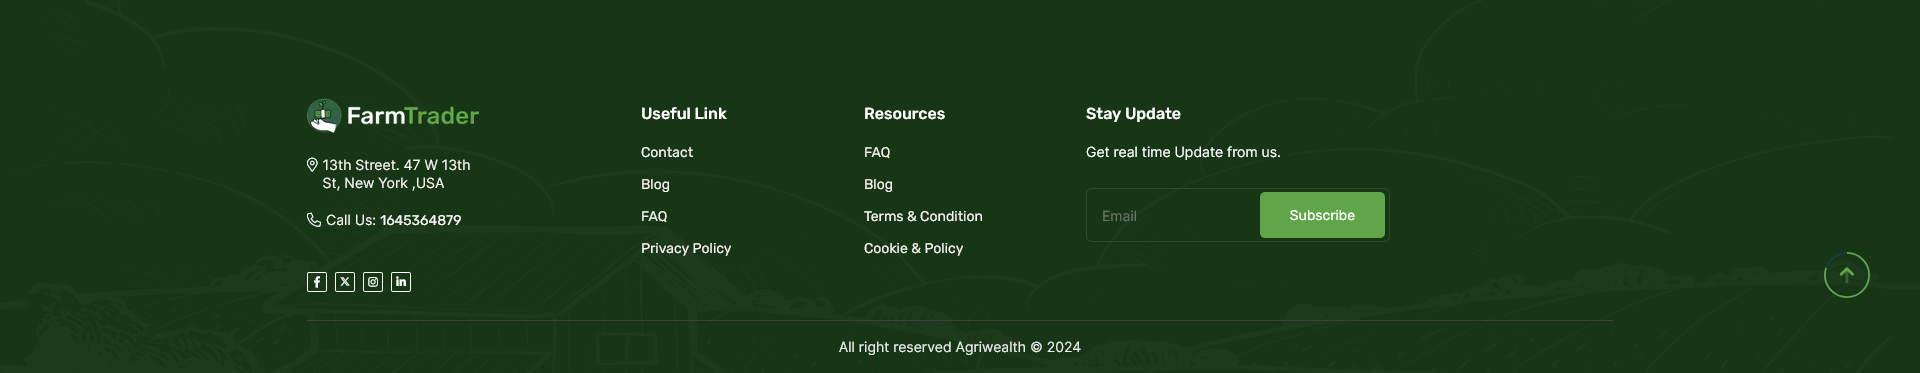 FarmTrader
13th Street. 47 W 13th
St, New York ,USA
Call Us: 1645364879
Useful Link
Contact
Blog
FAQ
Privacy Policy
Resources
FAQ
Blog
Terms & Condition
Cookie & Policy
Stay Update
Get real time Update from us.
Email
Subscribe
All right reserved Agriwealth © 2024